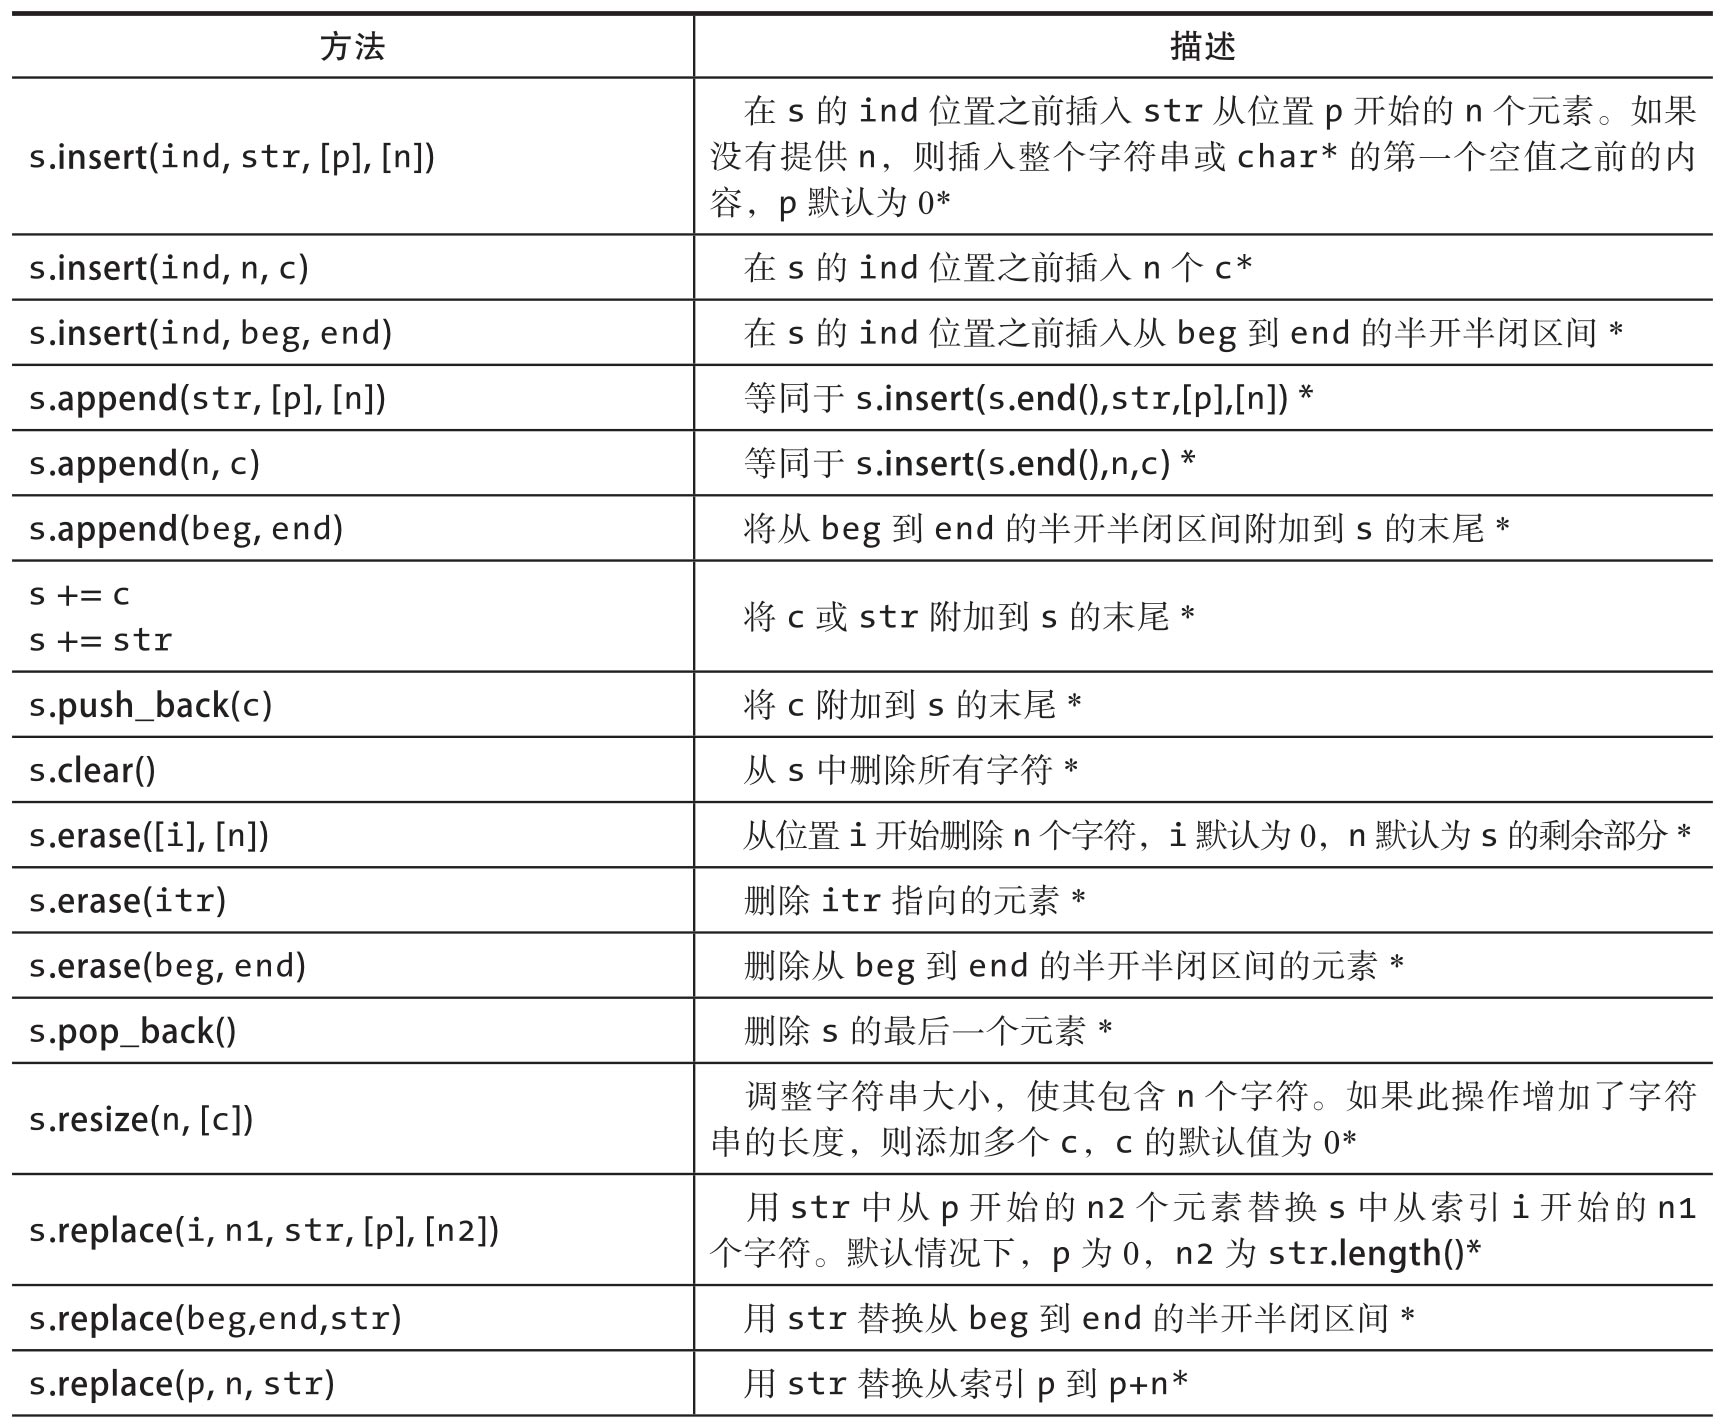 方法 描述
s.insert(ind, str, [p], [n]) 在 s 的 ind 位置之前插入 str 从位置 p 开始的 n 个元素。如果
没有提供 n，则插入整个字符串或 char* 的第一个空值之前的内
容，p 默认为 0*
s.insert(ind, n, c) 在 s 的 ind 位置之前插入 n 个 c*
s.insert(ind, beg, end) 在 s 的 ind 位置之前插入从 beg 到 end 的半开半闭区间 *
s.append(str, [p], [n]) 等同于 s.insert(s.end(),str,[p],[n]) *
s.append(n, c) 等同于 s.insert(s.end(),n,c) *
s.append(beg, end) 将从 beg 到 end 的半开半闭区间附加到 s 的末尾 *
s += c
s += str 将 c 或 str 附加到 s 的末尾 *
s.push_back(c) 将 c 附加到 s 的末尾 *
s.clear() 从 s 中删除所有字符 *
s.erase([i], [n]) 从位置 i 开始删除 n 个字符，i 默认为 0，n 默认为 s 的剩余部分 *
s.erase(itr) 删除 itr 指向的元素 *
s.erase(beg, end) 删除从 beg 到 end 的半开半闭区间的元素 *
s.pop_back() 删除 s 的最后一个元素 *
s.resize(n, [c]) 调整字符串大小，使其包含 n 个字符。如果此操作增加了字符
串的长度，则添加多个 c，c 的默认值为 0*
s.replace(i, n1, str, [p], [n2]) 用 str 中从 p 开始的 n2 个元素替换 s 中从索引 i 开始的 n1
个字符。默认情况下，p 为 0，n2 为 str.length()*
s.replace(beg,end,str) 用 str 替换从 beg 到 end 的半开半闭区间 *
s.replace(p, n, str) 用 str 替换从索引 p 到 p+n*